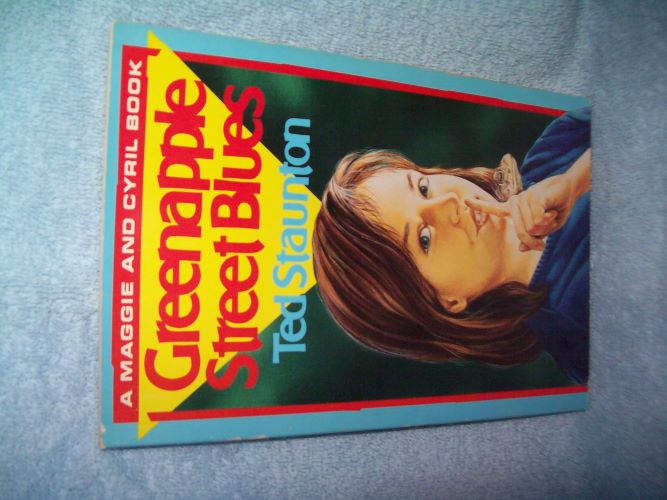 A MAGGIE AND CYRIL BOOK
Greenapple
Street Blues
Ted Staunton